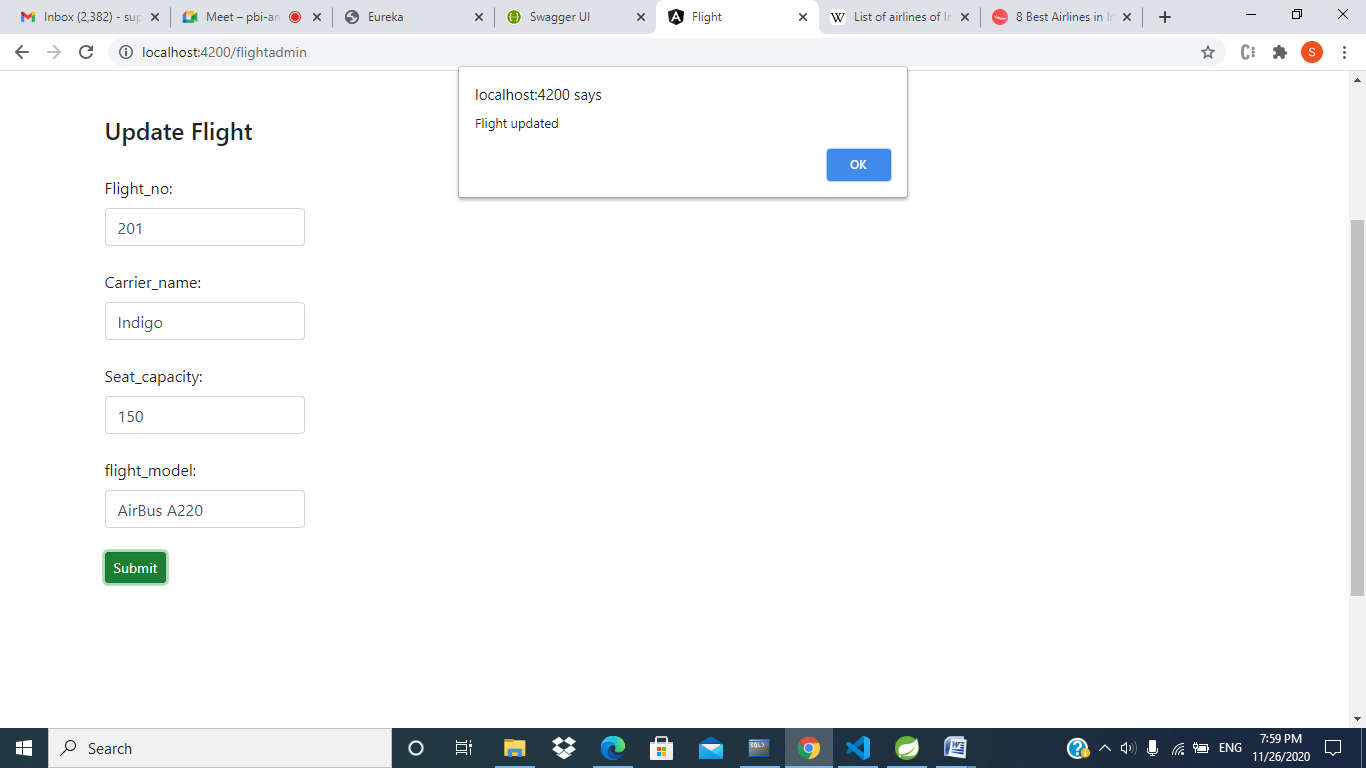 Inbox (2,382) - sup
Meet – pbi-an
Eureka
Swagger UI
Flight
List of airlines of In
8 Best Airlines in In
localhost:4200/flightadmin
S
localhost:4200 says
Flight updated
OK
Update Flight
Flight_no:
201
Carrier_name:
Indigo
Seat_capacity:
150
flight_model:
AirBus A220
Submit
Search
ENG
7:59 PM
11/26/2020